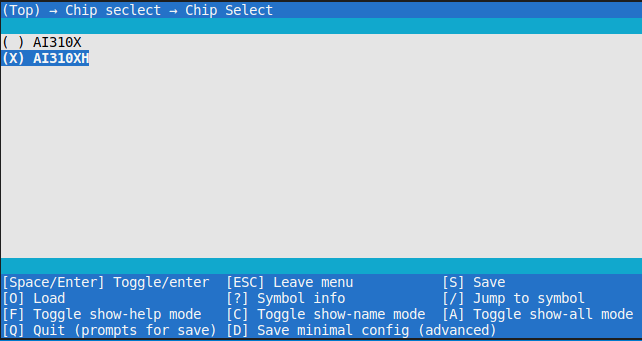 (Top) → Chip seclect → Chip Select
( ) AI310X
(X) AI310XH
[Space/Enter] Toggle/enter [ESC] Leave menu [S] Save
[O] Load [?] Symbol info [/] Jump to symbol
[F] Toggle show-help mode [C] Toggle show-name mode [A] Toggle show-all mode
[Q] Quit (prompts for save) [D] Save minimal config (advanced)